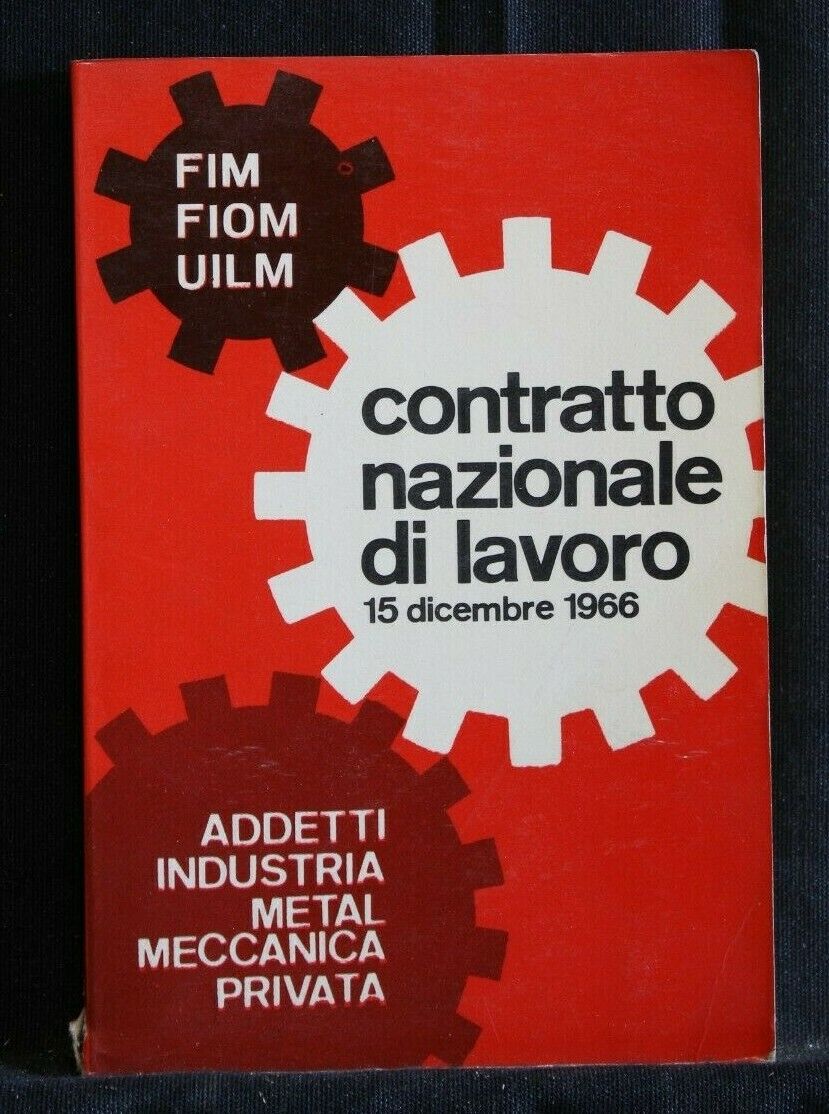 FIM
FIOM
UILM
contratto
nazionale
di lavoro
15 dicembre 1966
ADDETTI
INDUSTRIA
METAL
MECCANICA
PRIVATA